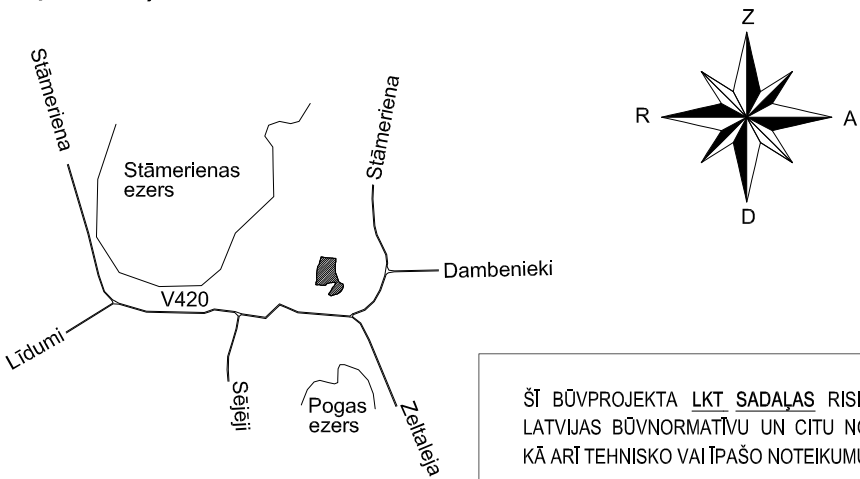 Z
R
A
D
Stāmeriena
Stāmeriena
Stāmerienas
ezers
Dambenieki
V420
Līdumi
Sējēji
Pogas
ezers
Zeltaleja
ŠĪ BŪVPROJEKTA LKT SADAĻAS
LATVIJAS BŪVNORMATĪVU UN CITU
KĀ ARĪ TEHNISKO VAI ĪPAŠO